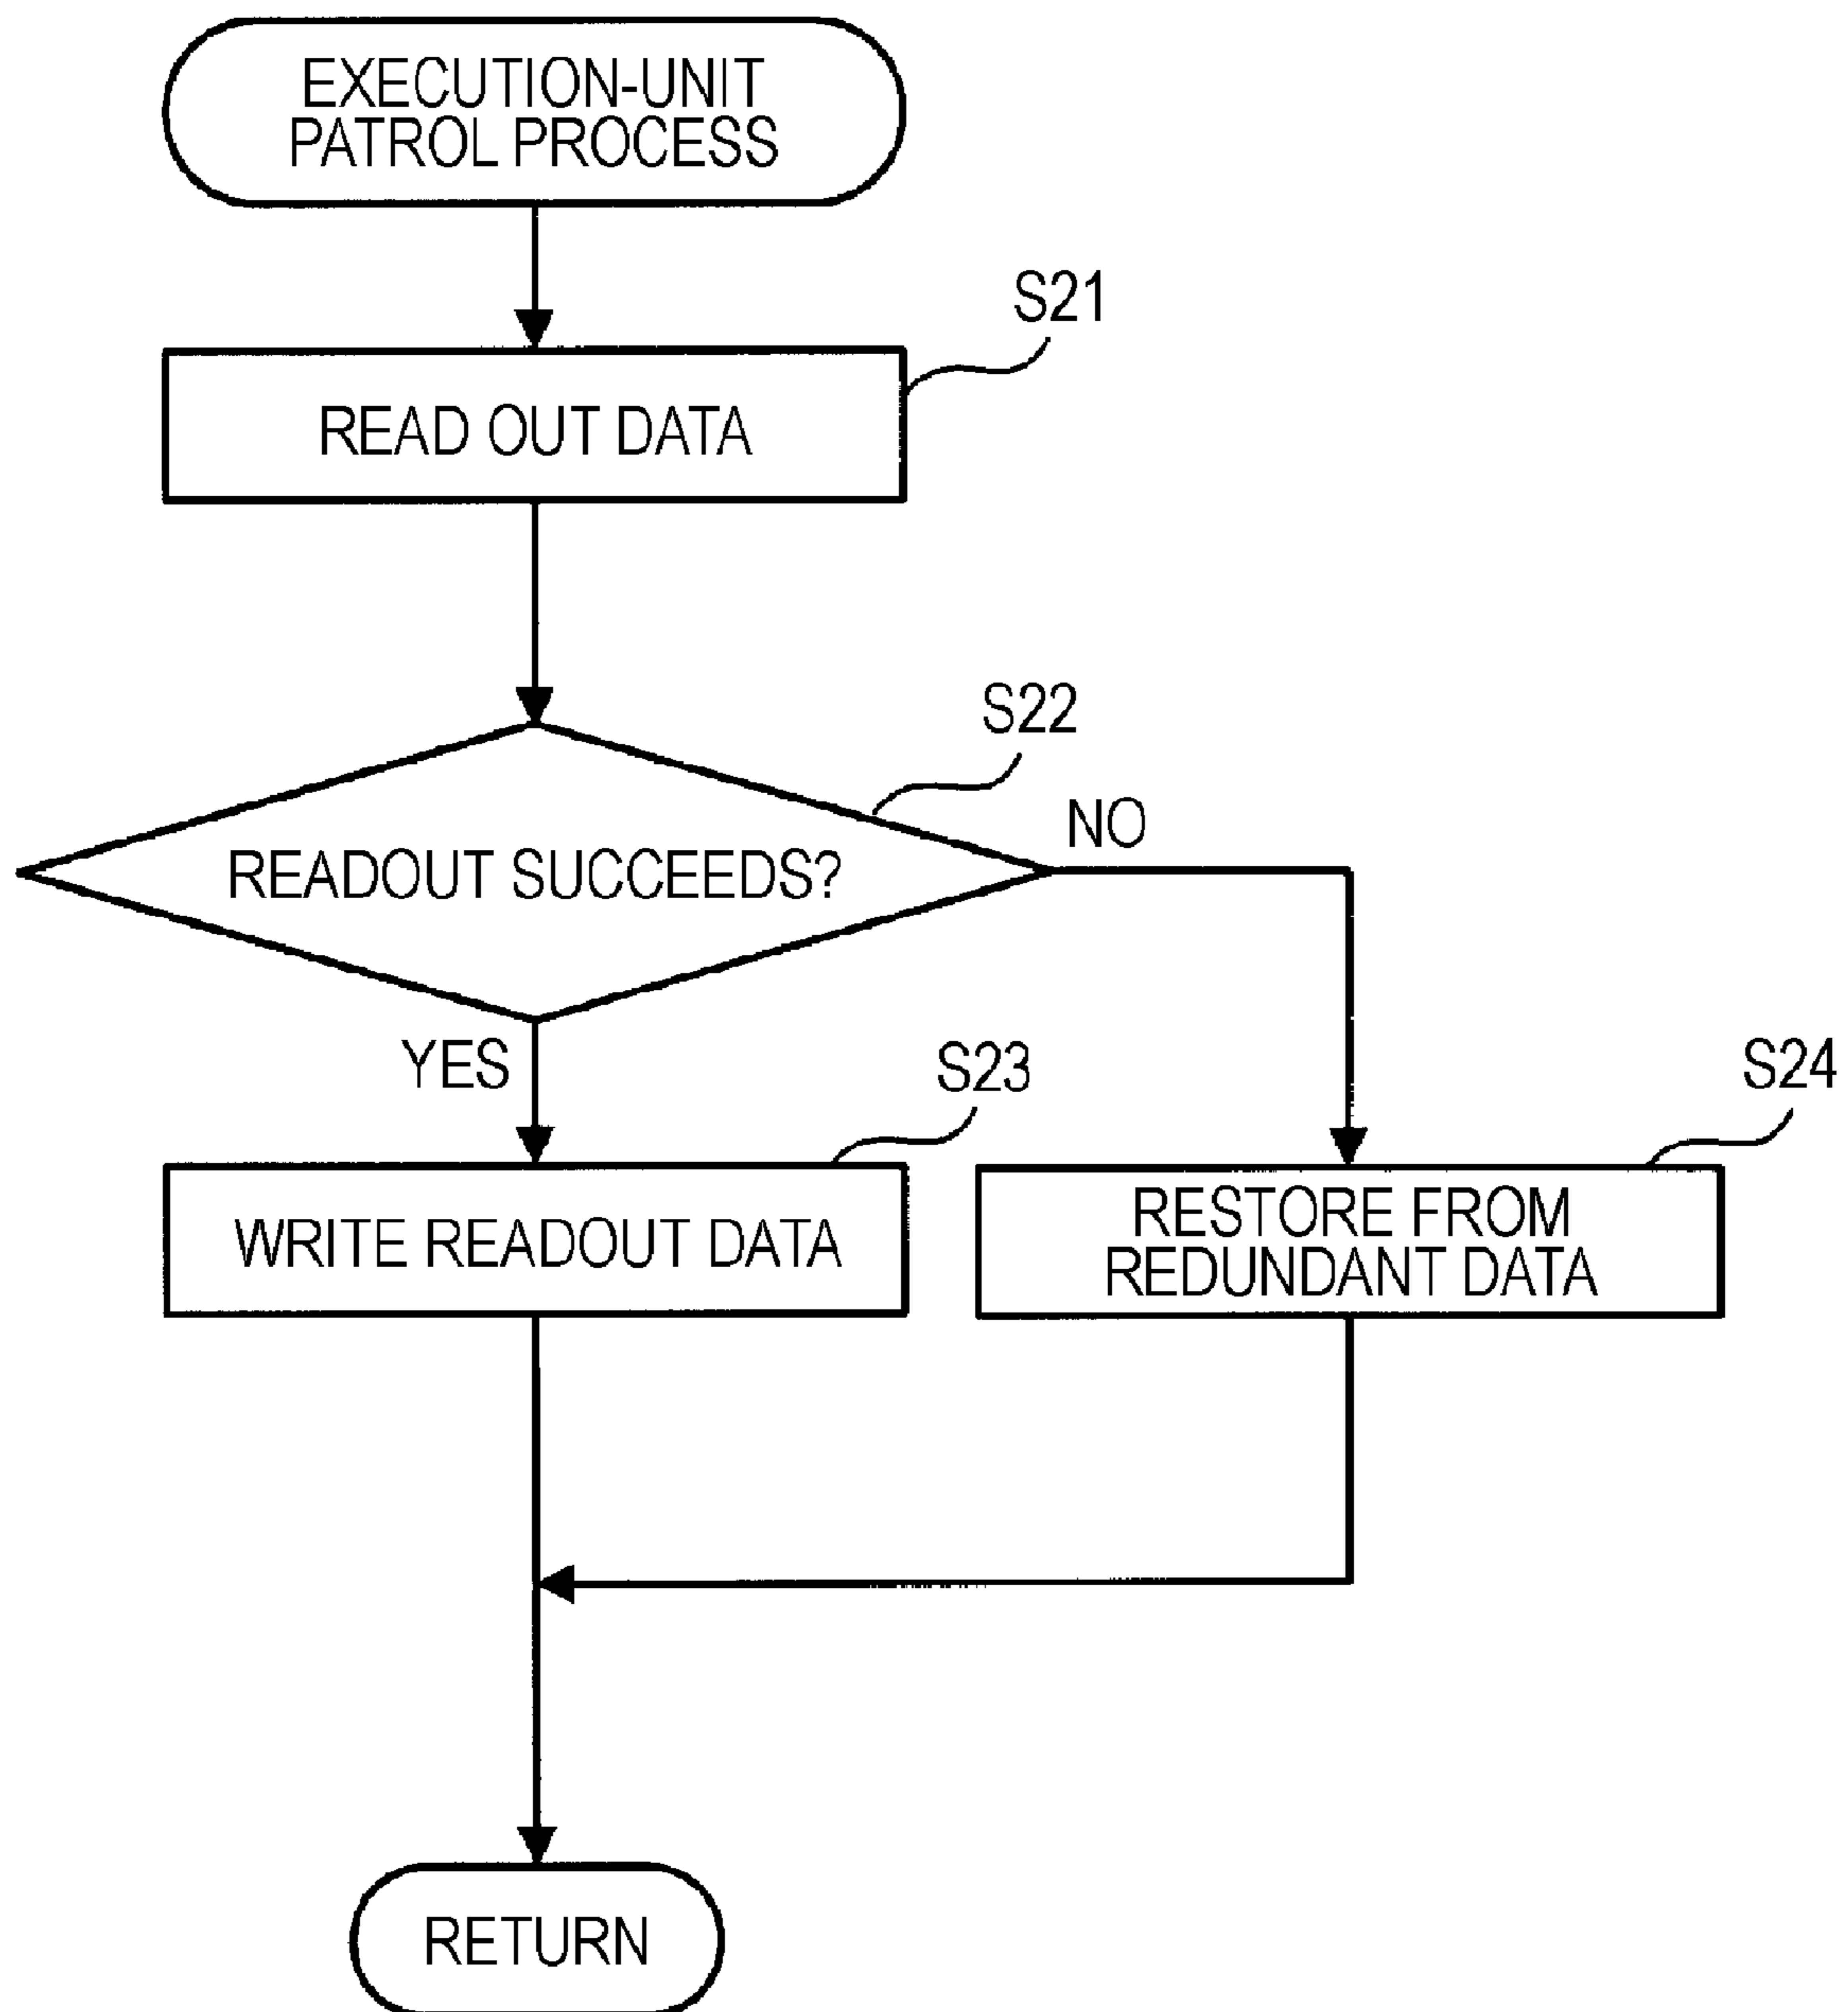 EXECUTION-UNIT
PATROL PROCESS
S21
READ OUT DATA
S22
NO
READOUT SUCCEEDS?
YES
S23
S24
WRITE READOUT DATA
RESTORE FROM
REDUNDANT DATA
RETURN